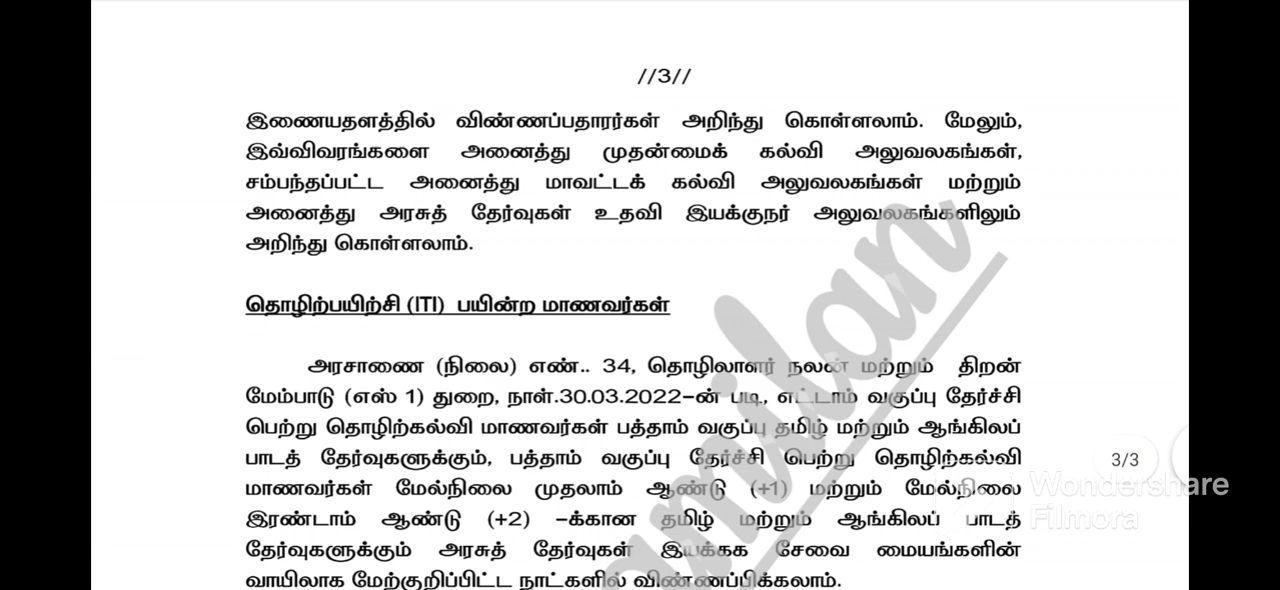 //3//
இணையதளத்தில் விண்ணப்பதாரர்கள் அறிந்து கொள்ளலாம். மேலும்,
இவ்விவரங்களை அனைத்து முதன்மைக் கல்வி அலுவலகங்கள்,
சம்பந்தப்பட்ட அனைத்து மாவட்டக் கல்வி அலுவலகங்கள் மற்றும்
அனைத்து அரசுத் தேர்வுகள் உதவி இயக்குநர் அலுவலகங்களிலும்
அறிந்து கொள்ளலாம்.
தொழிற்பயிற்சி (ITI) பயின்ற மாணவர்கள்
அரசாணை (நிலை) எண்.. 34, தொழிலாளர் நலன் மற்றும் திறன்
மேம்பாடு (எஸ் 1) துறை, நாள்.30.03.2022-ன் படி, எட்டாம் வகுப்பு தேர்ச்சி
பெற்று தொழிற்கல்வி மாணவர்கள் பத்தாம் வகுப்பு தமிழ் மற்றும் ஆங்கிலப்
பாடத் தேர்வுகளுக்கும், பத்தாம் வகுப்பு தேர்ச்சி பெற்று தொழிற்கல்வி
மாணவர்கள் மேல்நிலை முதலாம் ஆண்டு (+1) மற்றும் மேல்நிலை
இரண்டாம் ஆண்டு (+2) -க்கான தமிழ் மற்றும் ஆங்கிலப் பாடத்
தேர்வுகளுக்கும் அரசுத் தேர்வுகள் இயக்கக சேவை மையங்களின்
வாயிலாக மேற்குறிப்பிட்ட நாட்களில் விண்ணப்பிக்கலாம்.
3/3
Wondershare
Filmora